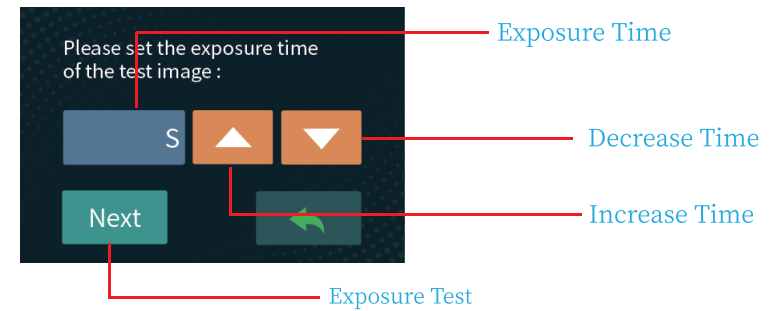 Exposure Time
Please set the exposure time
of the test image :
S
Decrease Time
Next
Increase Time
Exposure Test